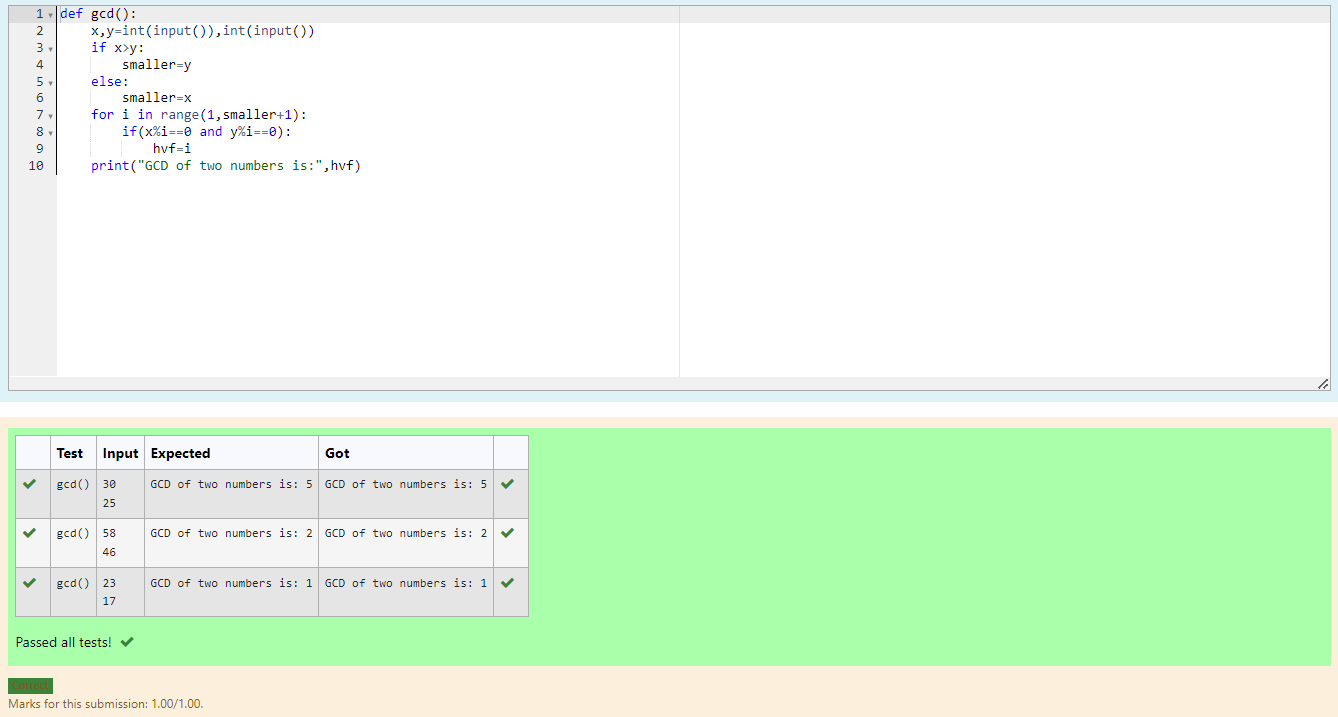 1 def gcd():
2     x,y=int(input()),int(input())
3     if x>y:
4         smaller=y
5     else:
6         smaller=x
7     for i in range(1,smaller+1):
8         if(x%i==0 and y%i==0):
9             hvf=i
10     print("GCD of two numbers is:",hvf)
Test Input Expected Got
gcd() 30 GCD of two numbers is: 5 GCD of two numbers is: 5
25
gcd() 58 GCD of two numbers is: 2 GCD of two numbers is: 2
46
gcd() 23 GCD of two numbers is: 1 GCD of two numbers is: 1
17
Passed all tests!
Marks for this submission: 1.00/1.00.